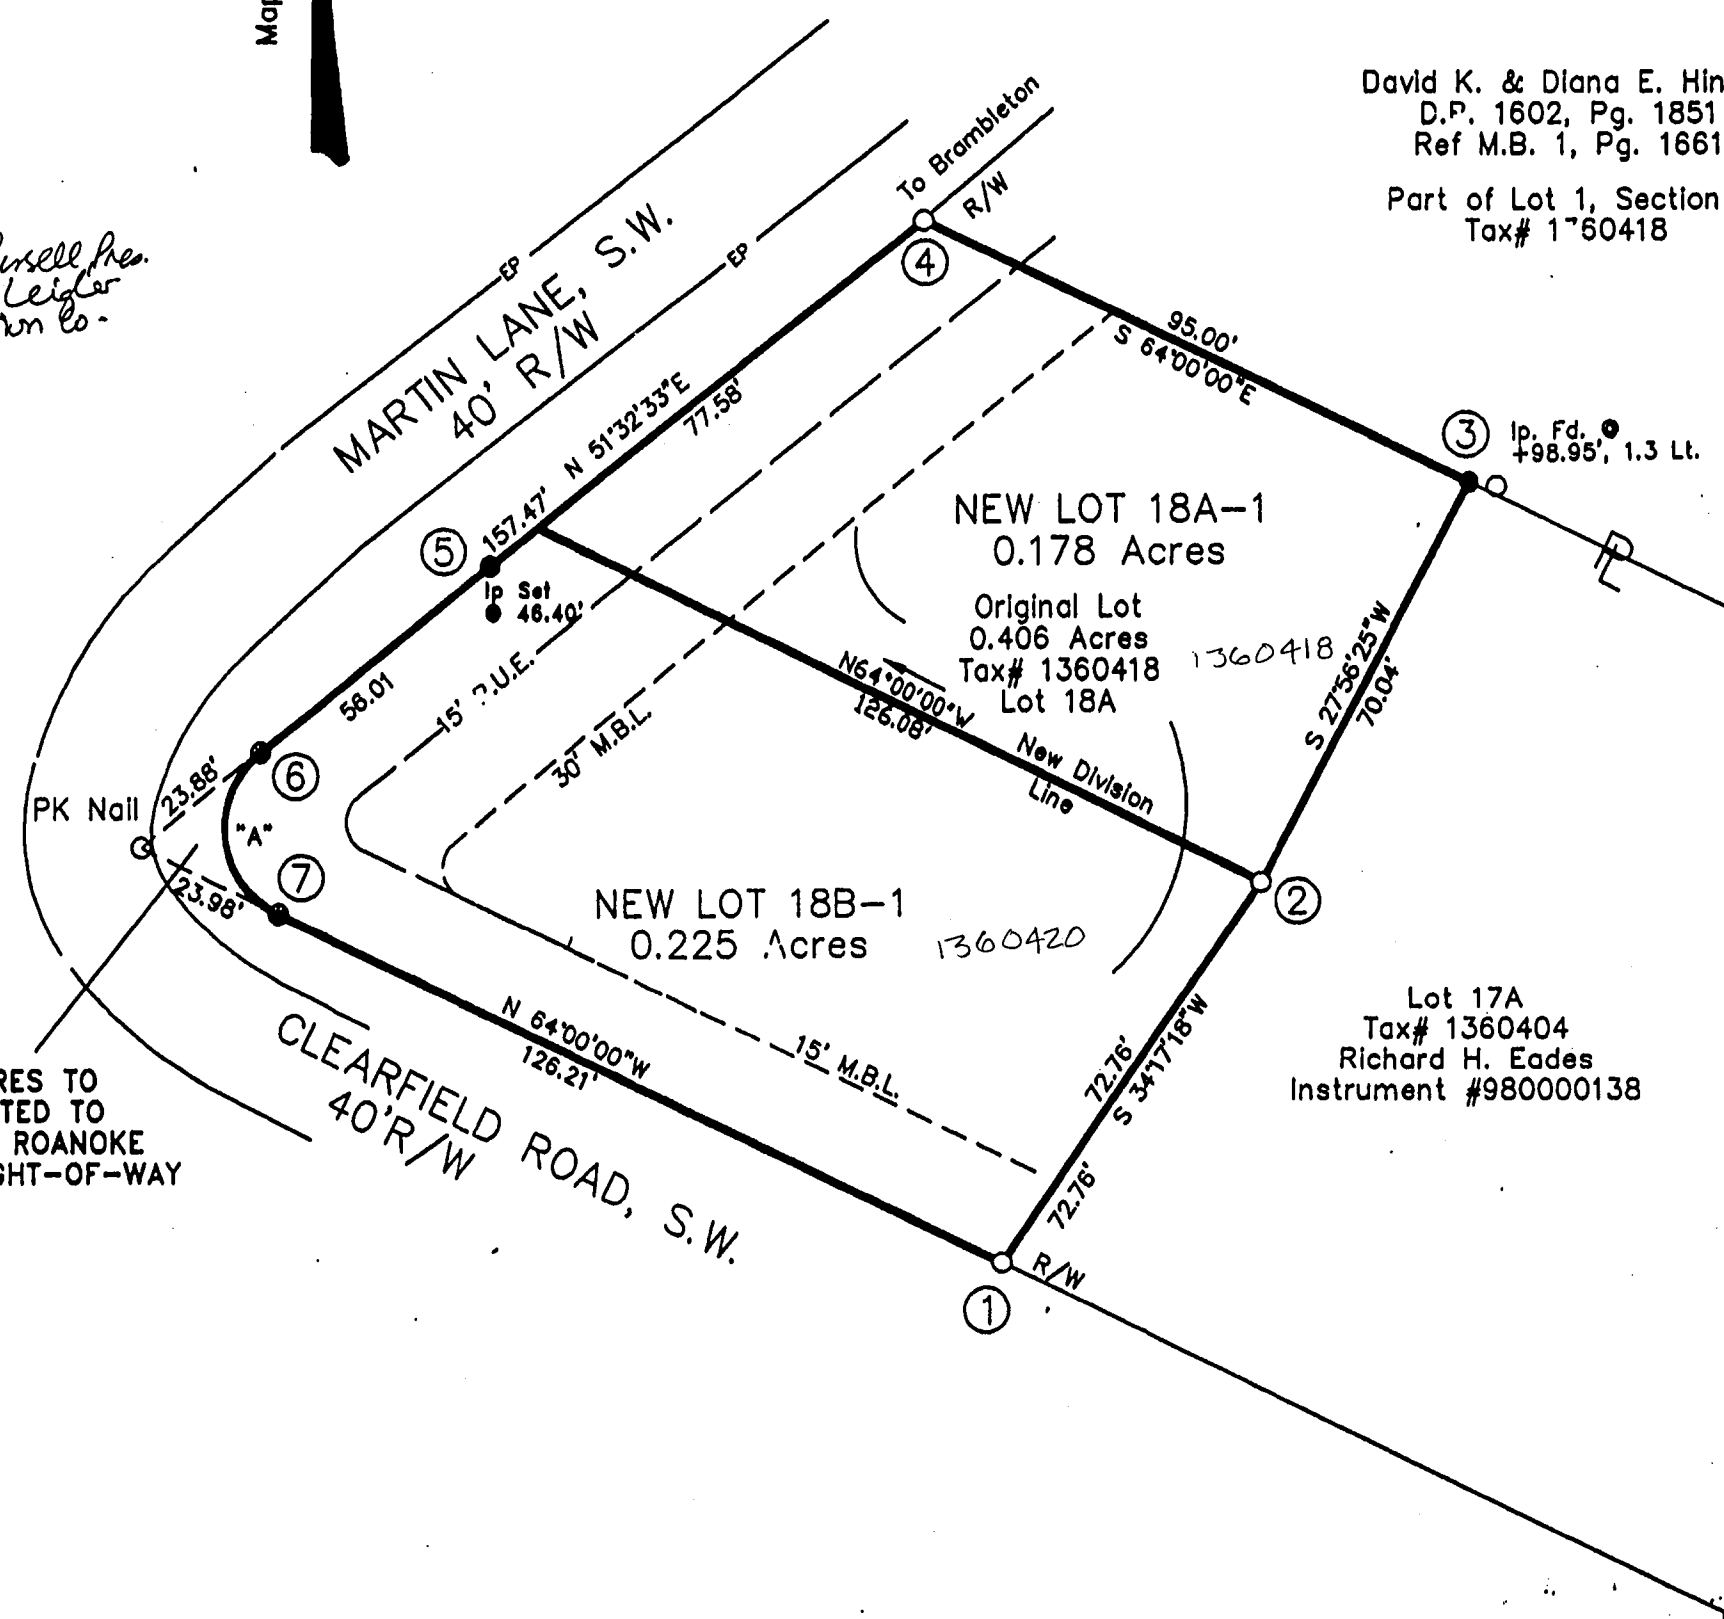 Map
David K. & Diana E. Hin
D.P. 1602, Pg. 1851
Ref M.B. 1, Pg. 1661
Part of Lot 1, Section
Tax# 1360418
To Brambleton
R/W
EP
EP
MARTIN LANE, S.W.
40' R/W
4
95.00'
S 64°00'00"E
3
Ip. Fd. @
+98.95', 1.3 Lt.
PL
N 51°32'33"E
77.58'
157.47'
5
Ip Set
46.40'
NEW LOT 18A-1
0.178 Acres
Original Lot
0.406 Acres
Tax# 1360418
Lot 18A
1360418
S 27°56'25"W
70.04'
N64°00'00"W
126.08'
New Division
Line
56.01
15' P.U.E.
30' M.B.L.
6
23.88'
PK Nail
"A"
7
23.98'
2
NEW LOT 18B-1
0.225 Acres
1360420
Lot 17A
Tax# 1360404
Richard H. Eades
Instrument #980000138
N 64°00'00"W
126.21'
15' M.B.L.
72.76'
S 34°17'18"W
72.76'
CLEARFIELD ROAD, S.W.
40'R/W
RES TO
TED TO
ROANOKE
GHT-OF-WAY
R/W
1